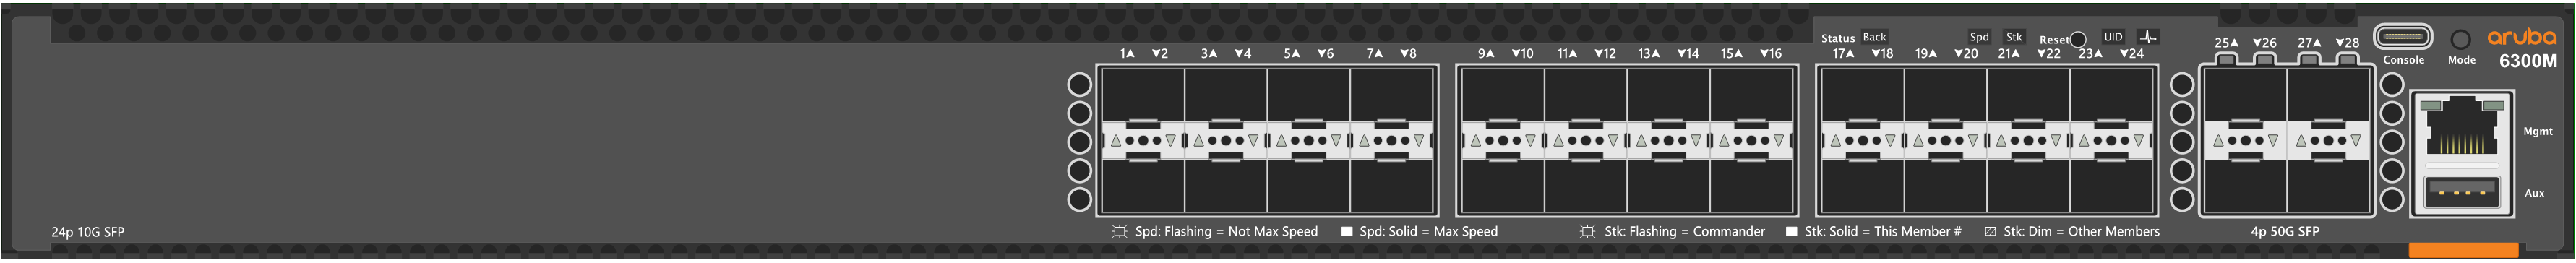 Status Back Spd Stk Reset UID
1▲ ▼2 3▲ ▼4 5▲ ▼6 7▲ ▼8 9▲ ▼10 11▲ ▼12 13▲ ▼14 15▲ ▼16 17▲ ▼18 19▲ ▼20 21▲ ▼22 23▲ ▼24
25▲ ▼26 27▲ ▼28
Console
Mode
aruba
6300M
Mgmt
Aux
24p 10G SFP
Spd: Flashing = Not Max Speed
Spd: Solid = Max Speed
Stk: Flashing = Commander
Stk: Solid = This Member #
Stk: Dim = Other Members
4p 50G SFP